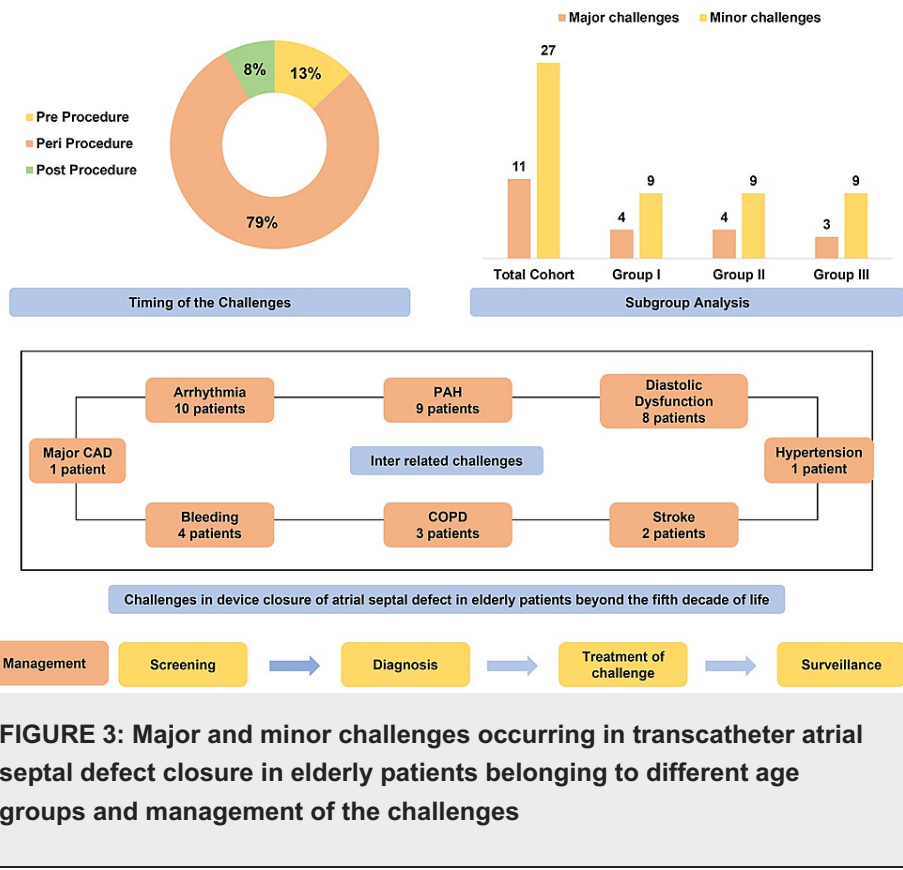 Pre Procedure
Peri Procedure
Post Procedure
8%
13%
79%
Timing of the Challenges
Major challenges
Minor challenges
11
27
4
9
4
9
3
9
Total Cohort
Group I
Group II
Group III
Subgroup Analysis
Arrhythmia
10 patients
PAH
9 patients
Diastolic
Dysfunction
8 patients
Major CAD
1 patient
Inter related challenges
Hypertension
1 patient
Bleeding
4 patients
COPD
3 patients
Stroke
2 patients
Challenges in device closure of atrial septal defect in elderly patients beyond the fifth decade of life
Management
Screening
Diagnosis
Treatment of
challenge
Surveillance
FIGURE 3: Major and minor challenges occurring in transcatheter atrial
septal defect closure in elderly patients belonging to different age
groups and management of the challenges